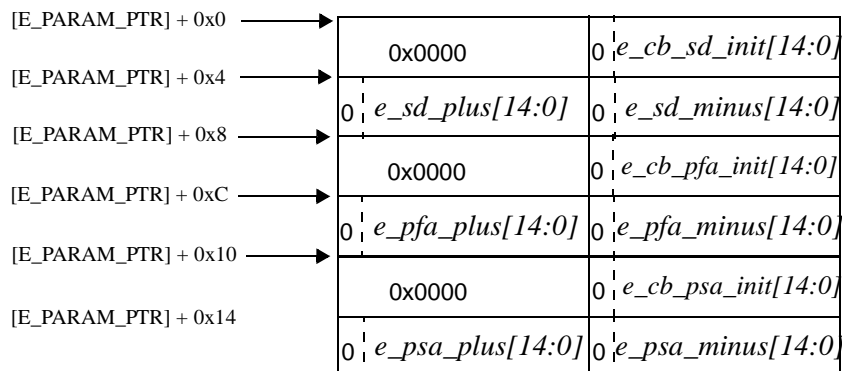 [E_PARAM_PTR] + 0x0
0x0000 0 e_cb_sd_init[14:0]
[E_PARAM_PTR] + 0x4
0 e_sd_plus[14:0] 0 e_sd_minus[14:0]
[E_PARAM_PTR] + 0x8
0x0000 0 e_cb_pfa_init[14:0]
[E_PARAM_PTR] + 0xC
0 e_pfa_plus[14:0] 0 e_pfa_minus[14:0]
[E_PARAM_PTR] + 0x10
0x0000 0 e_cb_psa_init[14:0]
[E_PARAM_PTR] + 0x14
0 e_psa_plus[14:0] 0 e_psa_minus[14:0]